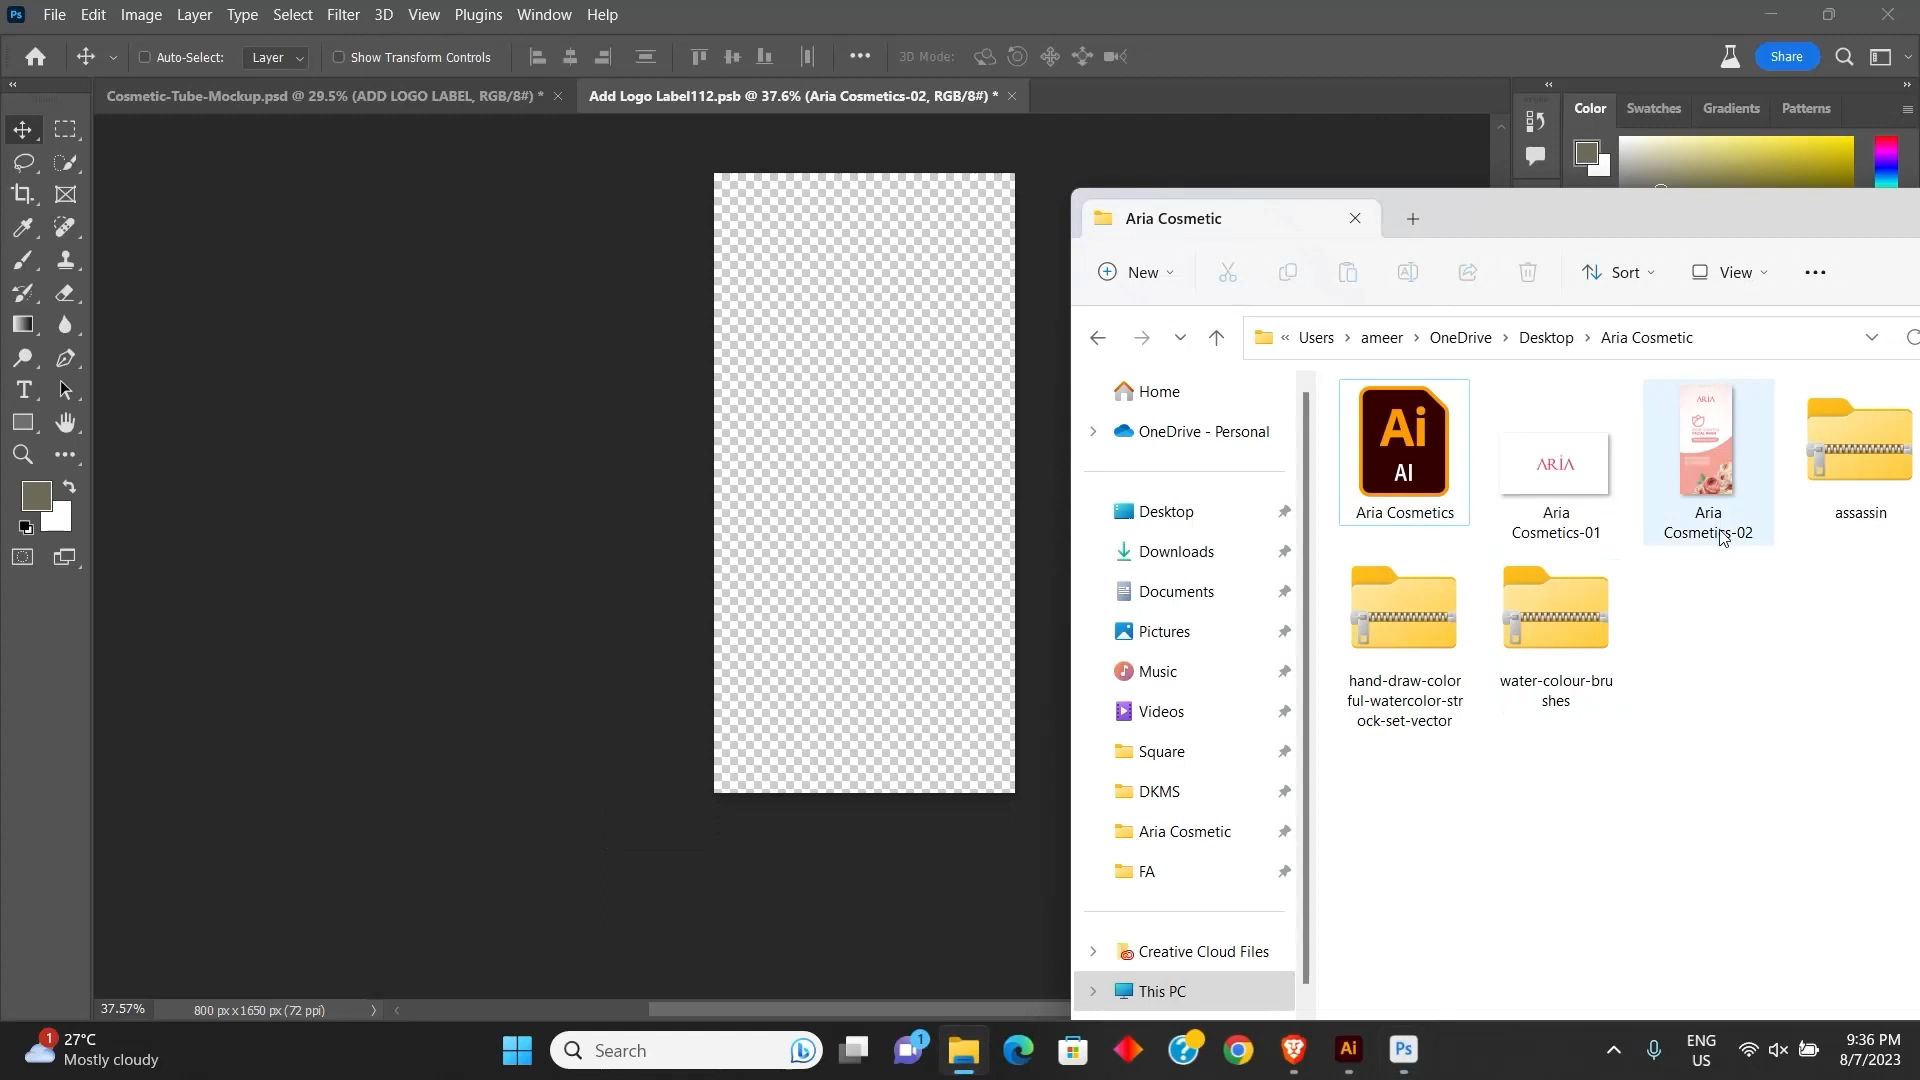 Ps File Edit Image Layer Type Select Filter 3D View Plugins Window Help
Auto-Select: Layer Show Transform Controls 3D Mode: Share
Cosmetic-Tube-Mockup.psd @ 29.5% (ADD LOGO LABEL, RGB/8#) * Add Logo Label112.psb @ 37.6% (Aria Cosmetics-02, RGB/8#) *
Color Swatches Gradients Patterns
Aria Cosmetic
New Sort View
« Users › ameer › OneDrive › Desktop › Aria Cosmetic
Home
OneDrive - Personal
Desktop
Downloads
Documents
Pictures
Music
Videos
Square
DKMS
Aria Cosmetic
FA
Creative Cloud Files
This PC
Ai
AI
Aria Cosmetics
ARIA
Aria
Cosmetics-01
ARIA
Aria
Cosmetics-02
assassin
hand-draw-color
ful-watercolor-str
ock-set-vector
water-colour-bru
shes
37.57% 800 px x 1650 px (72 ppi)
1
27°C
Mostly cloudy
Search
1
Ai
Ps
ENG
US
9:36 PM
8/7/2023